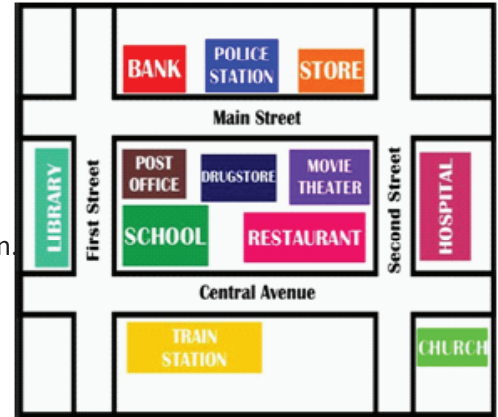 BANK
POLICE
STATION
STORE
Main Street
LIBRARY
First Street
POST
OFFICE
DRUGSTORE
MOVIE
THEATER
Second Street
HOSPITAL
SCHOOL
RESTAURANT
n.
Central Avenue
TRAIN
STATION
CHURCH